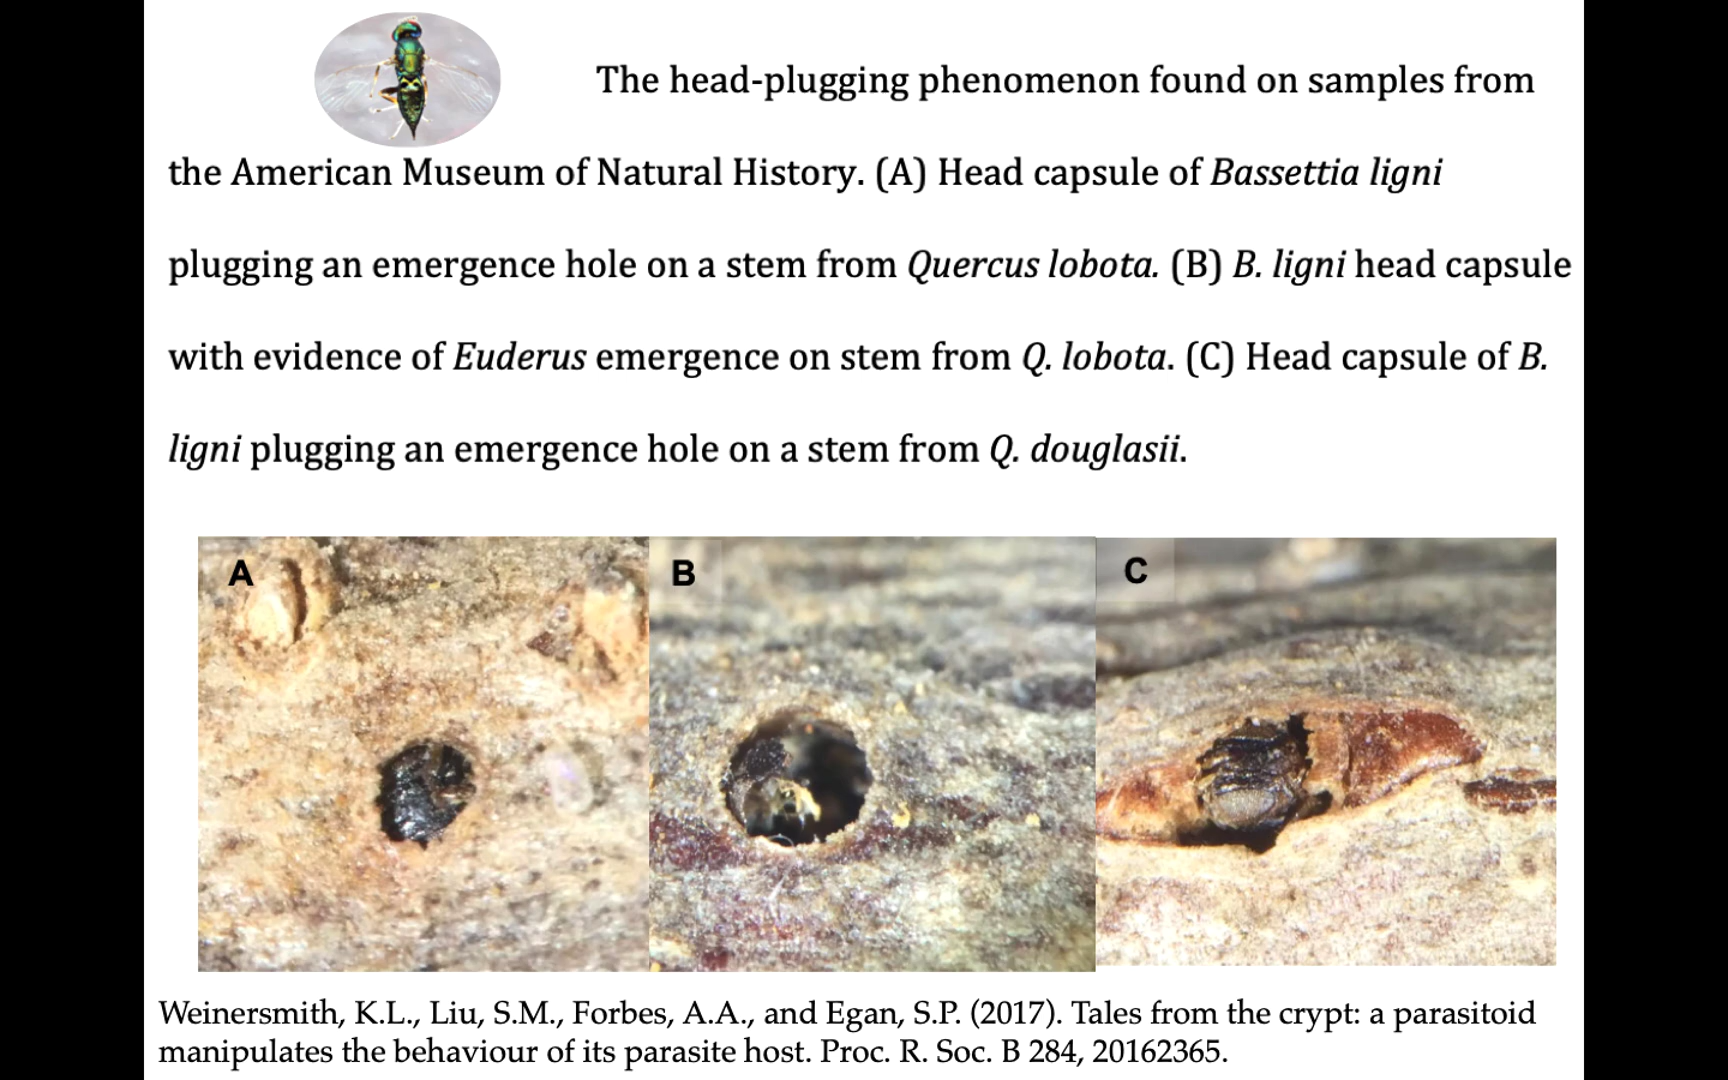 The head-plugging phenomenon found on samples from
the American Museum of Natural History. (A) Head capsule of Bassettia ligni
plugging an emergence hole on a stem from Quercus lobota. (B) B. ligni head capsule
with evidence of Euderus emergence on stem from Q. lobota. (C) Head capsule of B.
ligni plugging an emergence hole on a stem from Q. douglasii.
A
B
C
Weinersmith, K.L., Liu, S.M., Forbes, A.A., and Egan, S.P. (2017). Tales from the crypt: a parasitoid
manipulates the behaviour of its parasite host. Proc. R. Soc. B 284, 20162365.